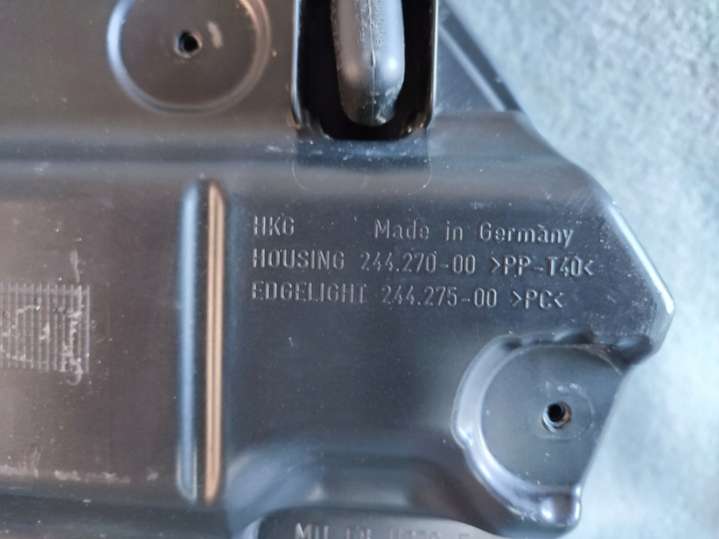 HKG Made in Germany
HOUSING 244.270-00 >PP-T40<
EDGELIGHT 244.275-00 >PC<